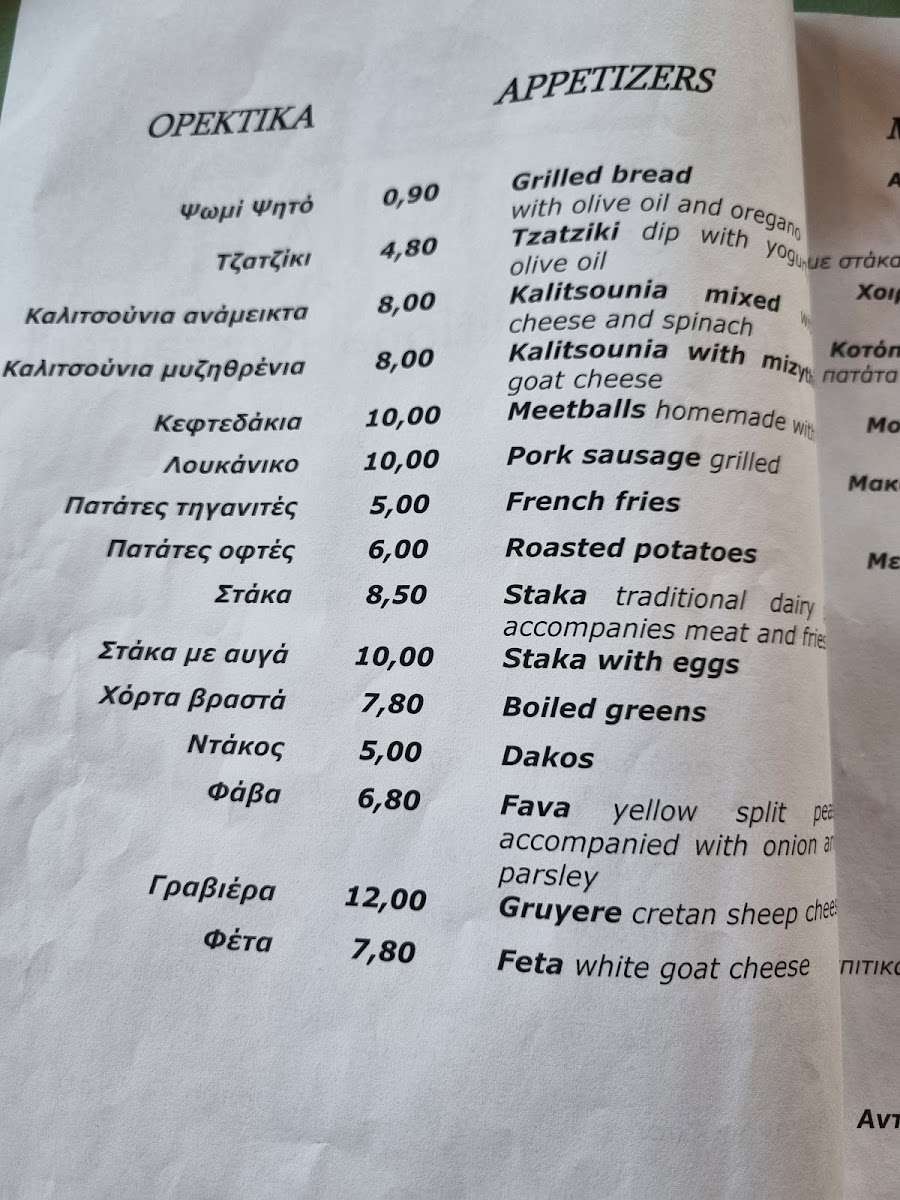 ΟΡΕΚΤΙΚΑ APPETIZERS
Ψωμί Ψητό 0,90 Grilled bread
with olive oil and oregano
Τζατζίκι 4,80 Tzatziki dip with
olive oil
Καλιτσούνια ανάμεικτα 8,00 Kalitsounia mixed
cheese and spinach
Καλιτσούνια μυζηθρένια 8,00 Kalitsounia with
goat cheese
Κεφτεδάκια 10,00 Meetballs homemade with
Λουκάνικο 10,00 Pork sausage grilled
Πατάτες τηγανιτές 5,00 French fries
Πατάτες οφτές 6,00 Roasted potatoes
Στάκα 8,50 Staka traditional dairy
accompanies meat and fries
Στάκα με αυγά 10,00 Staka with eggs
Χόρτα βραστά 7,80 Boiled greens
Ντάκος 5,00 Dakos
Φάβα 6,80 Fava yellow split
accompanied with onion
parsley
Γραβιέρα 12,00 Gruyere cretan sheep
Φέτα 7,80 Feta white goat cheese
με στάκα
πατάτα